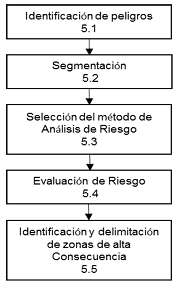 Identificación de peligros
5.1
Segmentación
5.2
Selección del método de
Análisis de Riesgo
5.3
Evaluación de Riesgo
5.4
Identificación y delimitación
de zonas de alta
Consecuencia
5.5